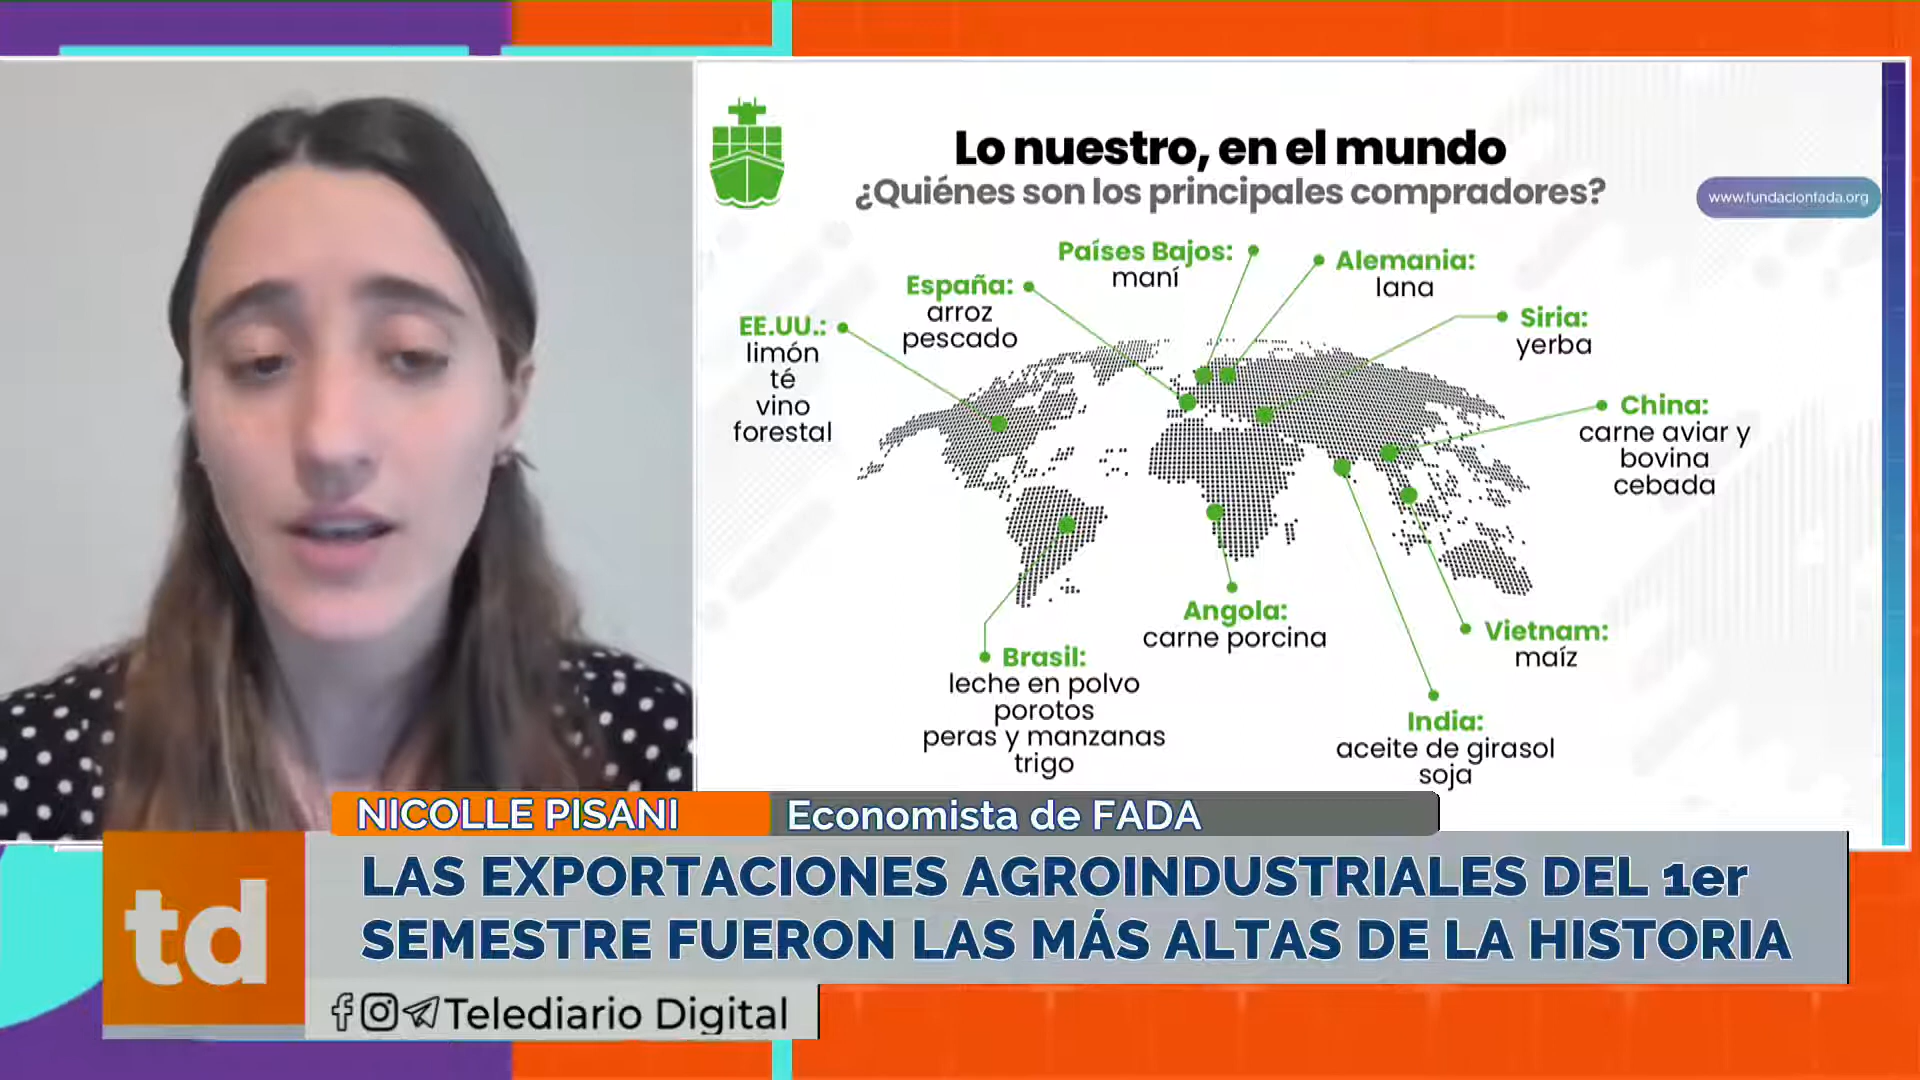 Lo nuestro, en el mundo
¿Quiénes son los principales compradores?
www.fundacionfada.org
Países Bajos:
maní
Alemania:
lana
España:
arroz
pescado
Siria:
yerba
EE.UU.:
limón
té
vino
forestal
China:
carne aviar y
bovina
cebada
Angola:
carne porcina
Vietnam:
maíz
Brasil:
leche en polvo
porotos
peras y manzanas
trigo
India:
aceite de girasol
soja
NICOLLE PISANI
Economista de FADA
td
LAS EXPORTACIONES AGROINDUSTRIALES DEL 1er
SEMESTRE FUERON LAS MÁS ALTAS DE LA HISTORIA
Telediario Digital